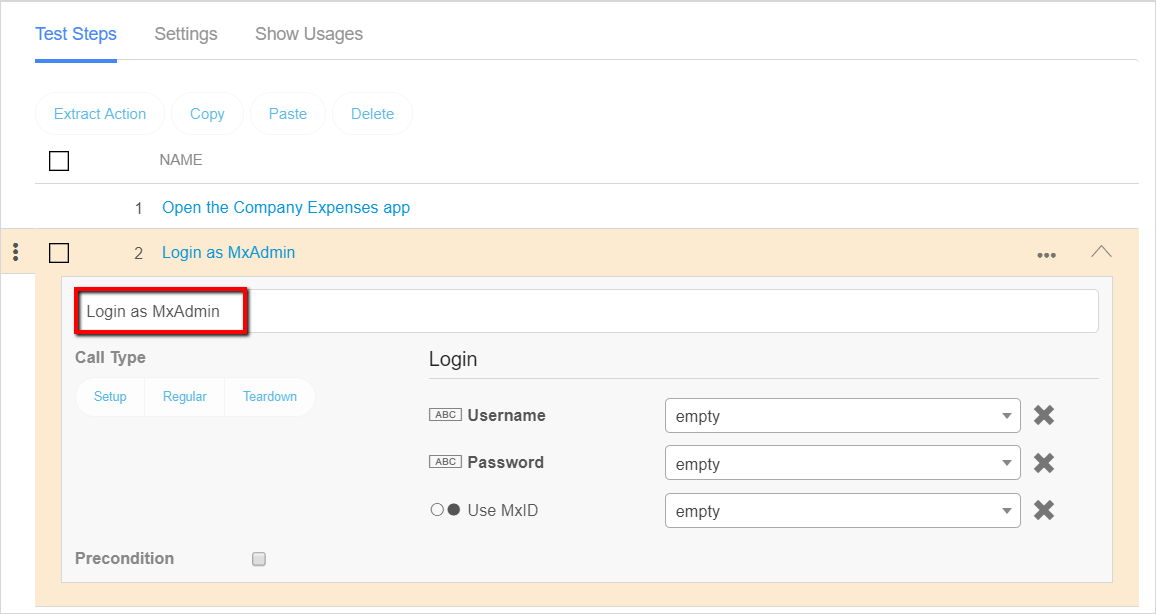 Test Steps Settings Show Usages
Extract Action Copy Paste Delete
NAME
1 Open the Company Expenses app
2 Login as MxAdmin
Login as MxAdmin
Call Type
Setup Regular Teardown
Login
ABC Username empty
ABC Password empty
Use MxID empty
Precondition